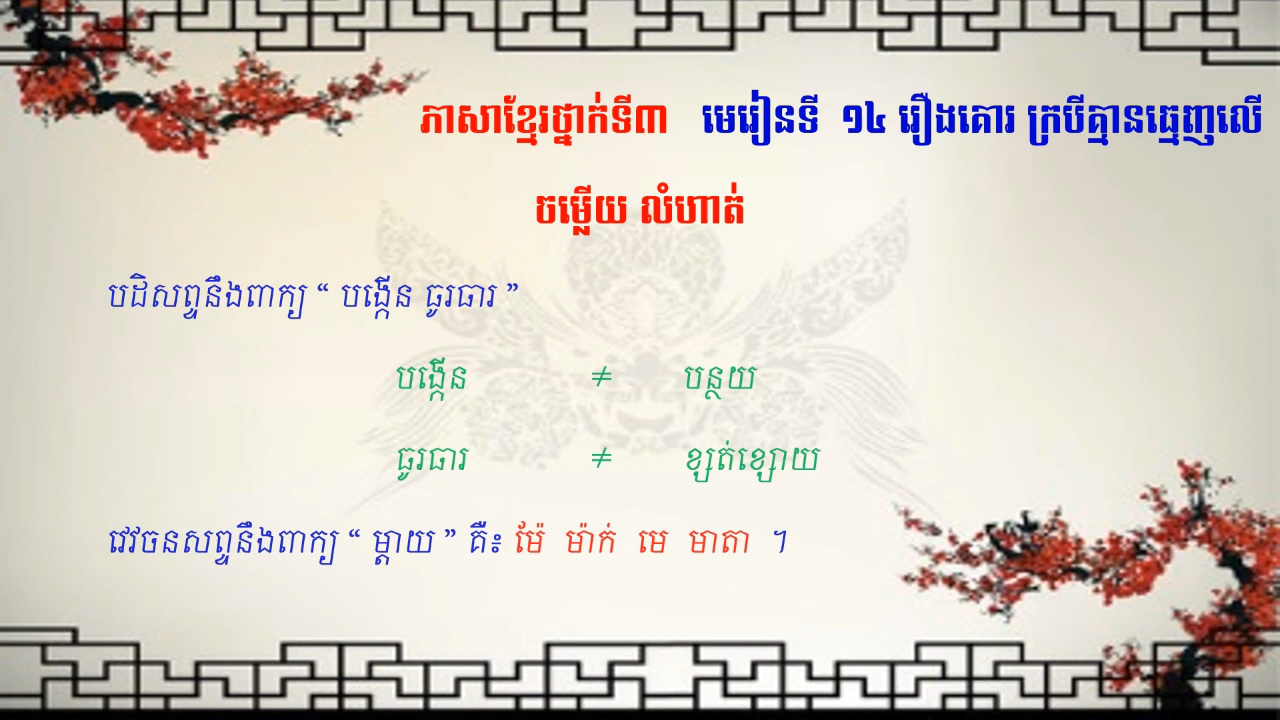 ភាសាខ្មែរថ្នាក់ទី៣ មេរៀនទី ១៤ រឿងគោរ ក្របីគ្មានធ្មេញលើ
ចម្លើយ លំហាត់
បដិសព្ទនឹងពាក្យ “ បង្កើន ធូរធារ ”
បង្កើន ≠ បន្ថយ
ធូរធារ ≠ ខ្សត់ខ្សោយ
វេវចនសព្ទនឹងពាក្យ “ ម្ដាយ ” គឺ៖ ម៉ែ ម៉ាក់ មេ មាតា ។